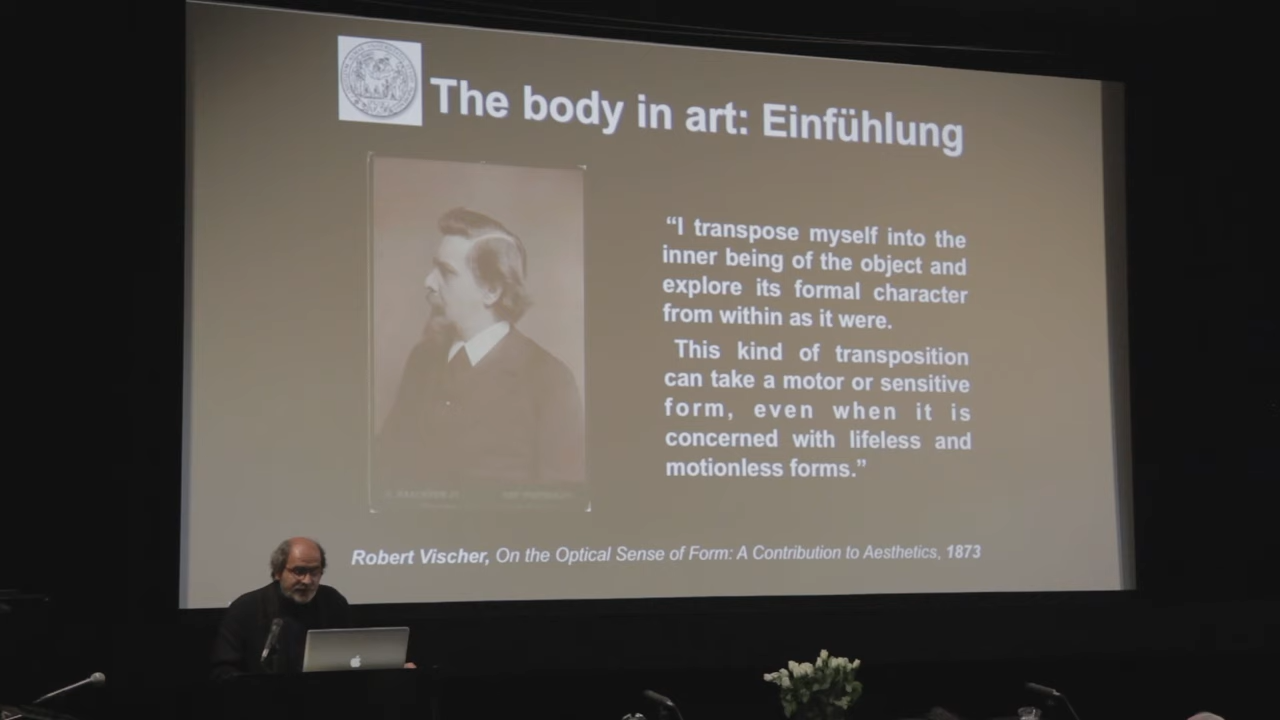 The body in art: Einfühlung
“I transpose myself into the
inner being of the object and
explore its formal character
from within as it were.
This kind of transposition
can take a motor or sensitive
form, even when it is
concerned with lifeless and
motionless forms.”
Robert Vischer, On the Optical Sense of Form: A Contribution to Aesthetics, 1873